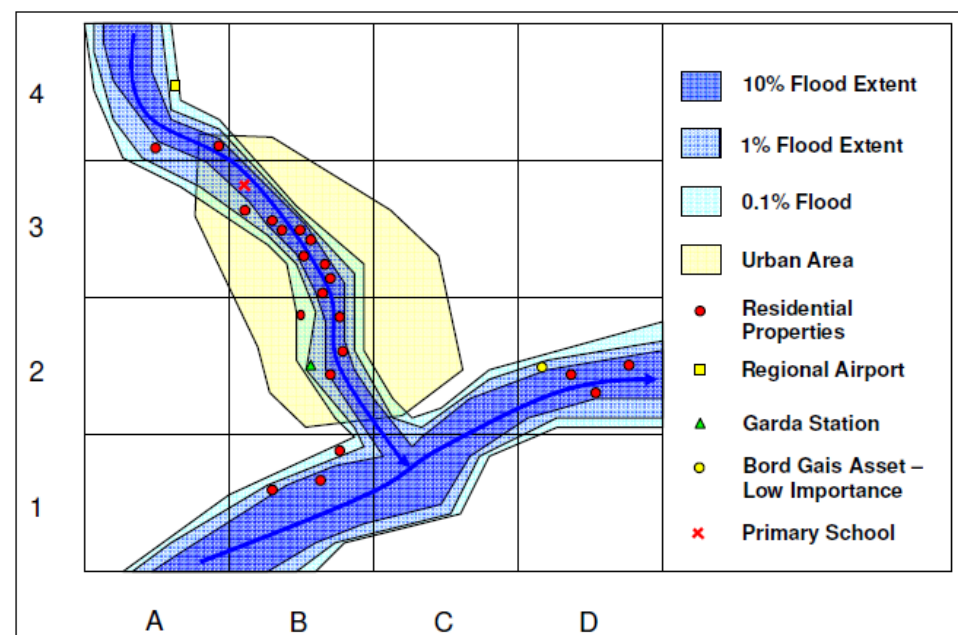 4
3
2
1
A
B
C
D
10% Flood Extent
1% Flood Extent
0.1% Flood
Urban Area
Residential
Properties
Regional Airport
Garda Station
Bord Gais Asset –
Low Importance
Primary School